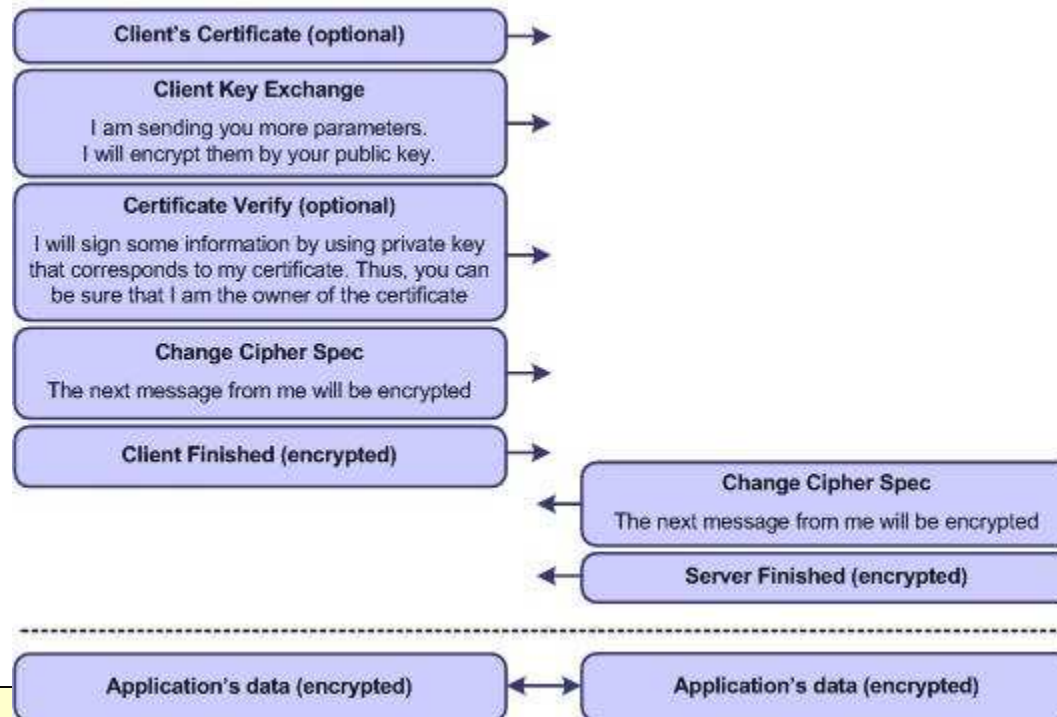 Client's Certificate (optional)
Client Key Exchange
I am sending you more parameters.
I will encrypt them by your public key.
Certificate Verify (optional)
I will sign some information by using private key
that corresponds to my certificate. Thus, you can
be sure that I am the owner of the certificate
Change Cipher Spec
The next message from me will be encrypted
Client Finished (encrypted)
Change Cipher Spec
The next message from me will be encrypted
Server Finished (encrypted)
Application's data (encrypted)
Application's data (encrypted)